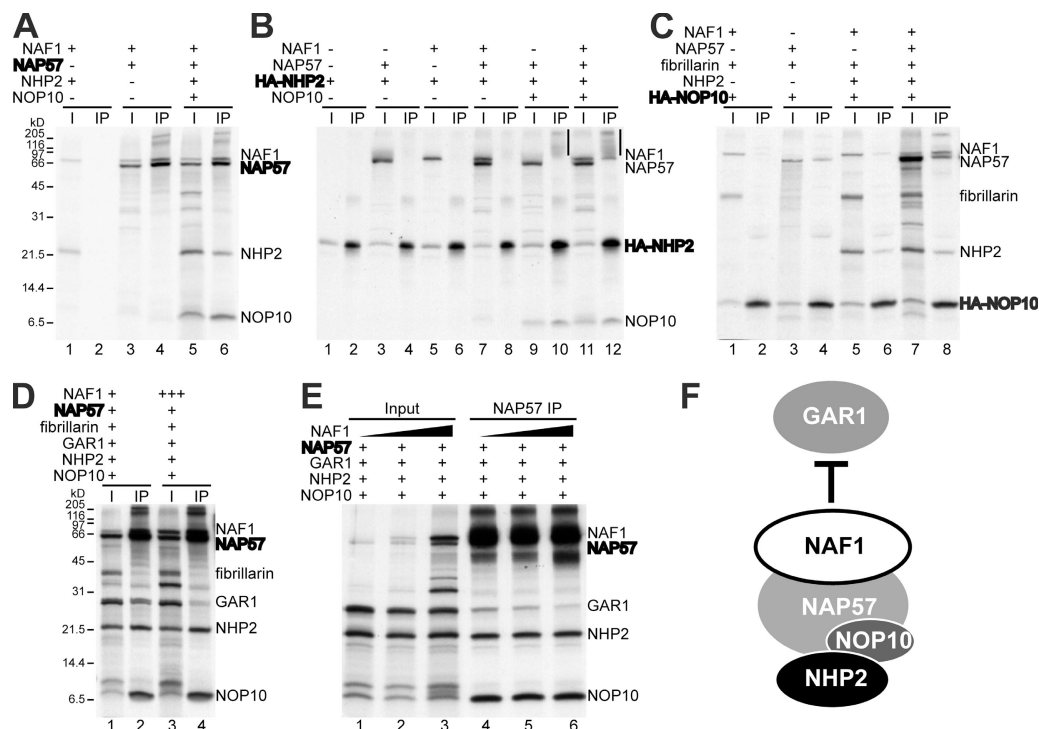 A
NAF1 + + +
NAP57 - + +
NHP2 + - +
NOP10 - - +
I IP I IP I IP
kD
205
116
97
66
45
31
21.5
14.4
6.5
NAF1
NAP57
NHP2
NOP10
1 2 3 4 5 6
B
NAF1 - - + + - +
NAP57 - + - + + +
HA-NHP2 + + + + + +
NOP10 - - - - + +
I IP I IP I IP I IP I IP I IP
NAF1
NAP57
HA-NHP2
NOP10
1 2 3 4 5 6 7 8 9 10 11 12
C
NAF1 + - + +
NAP57 - + - +
fibrillarin + + + +
NHP2 - - + +
HA-NOP10 + + + +
I IP I IP I IP I IP
NAF1
NAP57
fibrillarin
NHP2
HA-NOP10
1 2 3 4 5 6 7 8
D
NAF1 + +++
NAP57 + +
fibrillarin + +
GAR1 + +
NHP2 + +
NOP10 + +
kD I IP I IP
205
116
97
66
45
31
21.5
14.4
6.5
NAF1
NAP57
fibrillarin
GAR1
NHP2
NOP10
1 2 3 4
E
Input NAP57 IP
NAF1
NAP57 + + + + + +
GAR1 + + + + + +
NHP2 + + + + + +
NOP10 + + + + + +
NAF1
NAP57
GAR1
NHP2
NOP10
1 2 3 4 5 6
F
GAR1
NAF1
NAP57
NOP10
NHP2